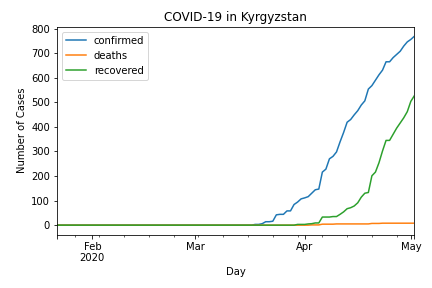 COVID-19 in Kyrgyzstan
confirmed
deaths
recovered
Number of Cases
800
700
600
500
400
300
200
100
0
Feb
2020
Mar
Apr
May
Day